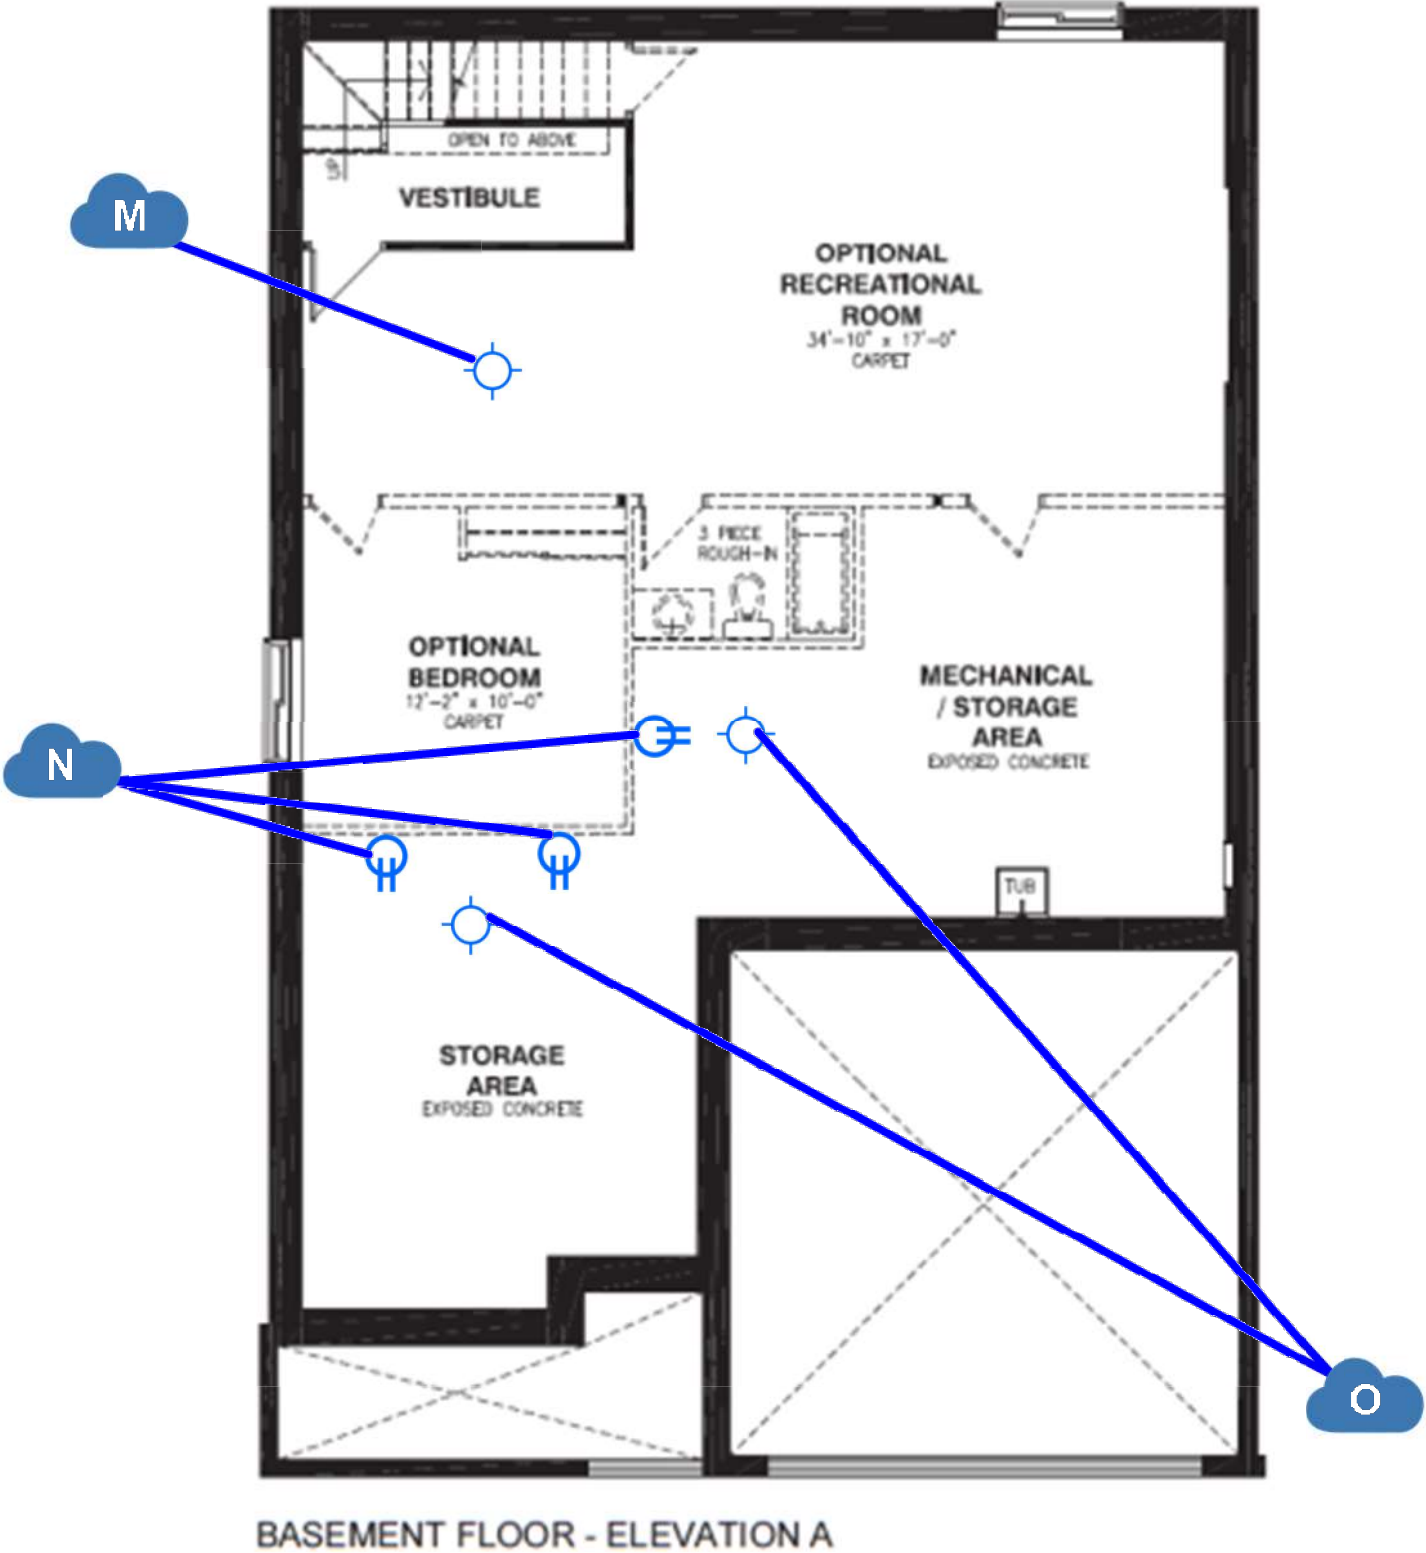 OPEN TO ABOVE
UP
VESTIBULE
M
OPTIONAL
RECREATIONAL
ROOM
34'-10" x 17'-0"
CARPET
3 PIECE
ROUGH-IN
OPTIONAL
BEDROOM
12'-2" x 10'-0"
CARPET
MECHANICAL
/ STORAGE
AREA
EXPOSED CONCRETE
N
TUB
STORAGE
AREA
EXPOSED CONCRETE
O
BASEMENT FLOOR - ELEVATION A